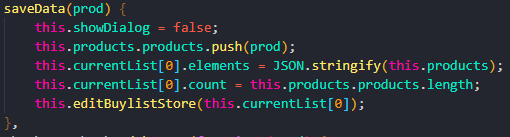 saveData(prod) {
this.showDialog = false;
this.products.products.push(prod);
this.currentList[0].elements = JSON.stringify(this.products);
this.currentList[0].count = this.products.products.length;
this.editBuylistStore(this.currentList[0]);
},